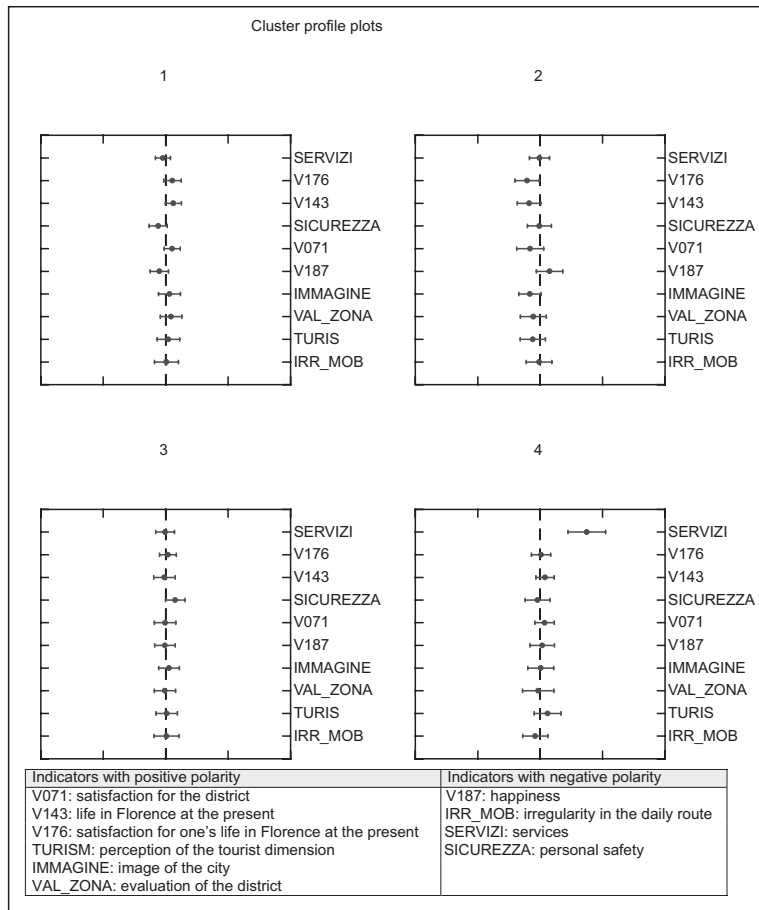 Cluster profile plots
1
SERVIZI
V176
V143
SICUREZZA
V071
V187
IMMAGINE
VAL_ZONA
TURIS
IRR_MOB
2
SERVIZI
V176
V143
SICUREZZA
V071
V187
IMMAGINE
VAL_ZONA
TURIS
IRR_MOB
3
SERVIZI
V176
V143
SICUREZZA
V071
V187
IMMAGINE
VAL_ZONA
TURIS
IRR_MOB
4
SERVIZI
V176
V143
SICUREZZA
V071
V187
IMMAGINE
VAL_ZONA
TURIS
IRR_MOB
Indicators with positive polarity
V071: satisfaction for the district
V143: life in Florence at the present
V176: satisfaction for one's life in Florence at the present
TURISM: perception of the tourist dimension
IMMAGINE: image of the city
VAL_ZONA: evaluation of the district
Indicators with negative polarity
V187: happiness
IRR_MOB: irregularity in the daily route
SERVIZI: services
SICUREZZA: personal safety